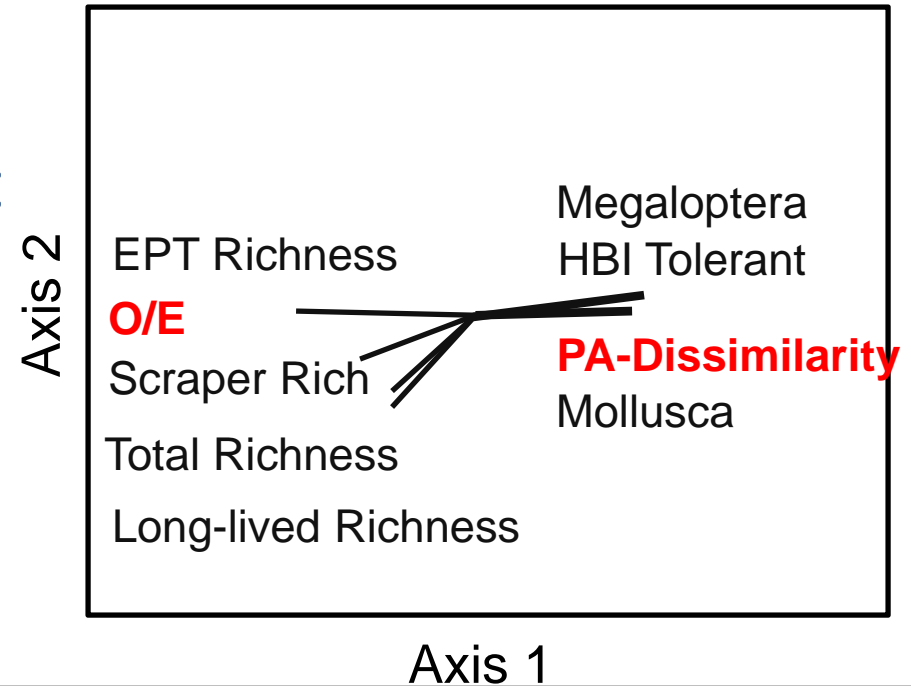 Axis 2
EPT Richness
O/E
Scraper Rich
Total Richness
Long-lived Richness
Megaloptera
HBI Tolerant
PA-Dissimilarity
Mollusca
Axis 1